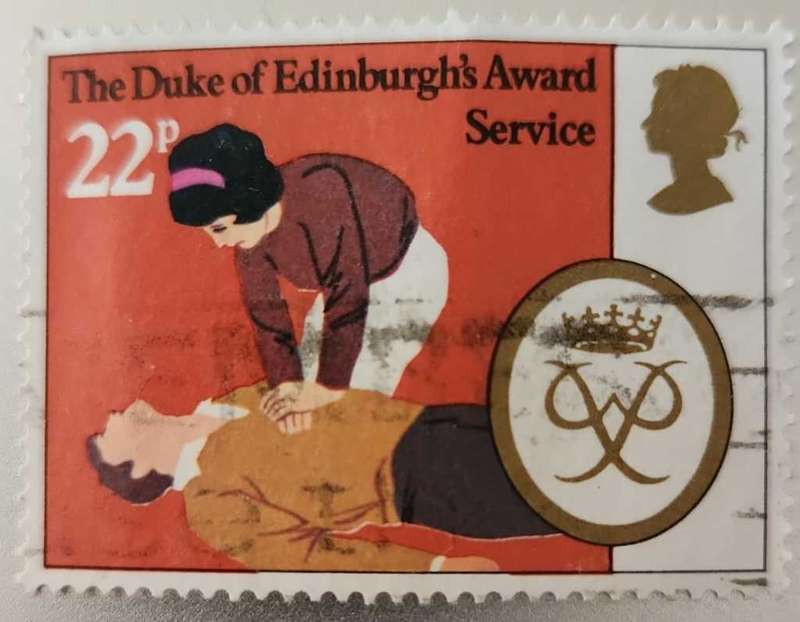 The Duke of Edinburgh's Award
Service
22P